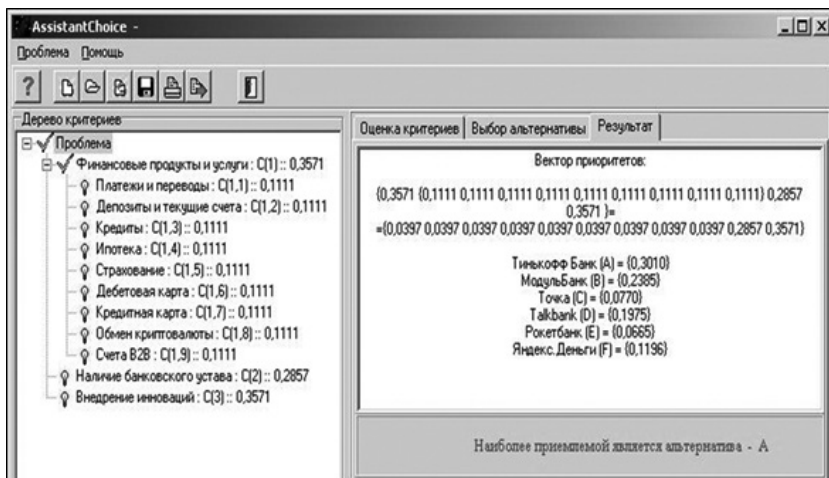 AssistantChoice -
Проблема Помощь
Дерево критериев
Проблема
Финансовые продукты и услуги : C(1) :: 0,3571
Платежи и переводы : C(1,1) :: 0,1111
Депозиты и текущие счета : C(1,2) :: 0,1111
Кредиты : C(1,3) :: 0,1111
Ипотека : C(1,4) :: 0,1111
Страхование : C(1,5) :: 0,1111
Дебетовая карта : C(1,6) :: 0,1111
Кредитная карта : C(1,7) :: 0,1111
Обмен криптовалюты : C(1,8) :: 0,1111
Счета B2B : C(1,9) :: 0,1111
Наличие банковского устава : C(2) :: 0,2857
Внедрение инноваций : C(3) :: 0,3571
Оценка критериев Выбор альтернативы Результат
Вектор приоритетов:
{0,3571 {0,1111 0,1111 0,1111 0,1111 0,1111 0,1111 0,1111 0,1111 0,1111} 0,2857
0,3571 }=
={0,0397 0,0397 0,0397 0,0397 0,0397 0,0397 0,0397 0,0397 0,0397 0,2857 0,3571}
Тинькофф Банк (A) = {0,3010}
МодульБанк (B) = {0,2385}
Точка (C) = {0,0770}
Talkbank (D) = {0,1975}
Рокетбанк (E) = {0,0665}
Яндекс.Деньги (F) = {0,1196}
Наиболее приемлемой является альтернатива - A